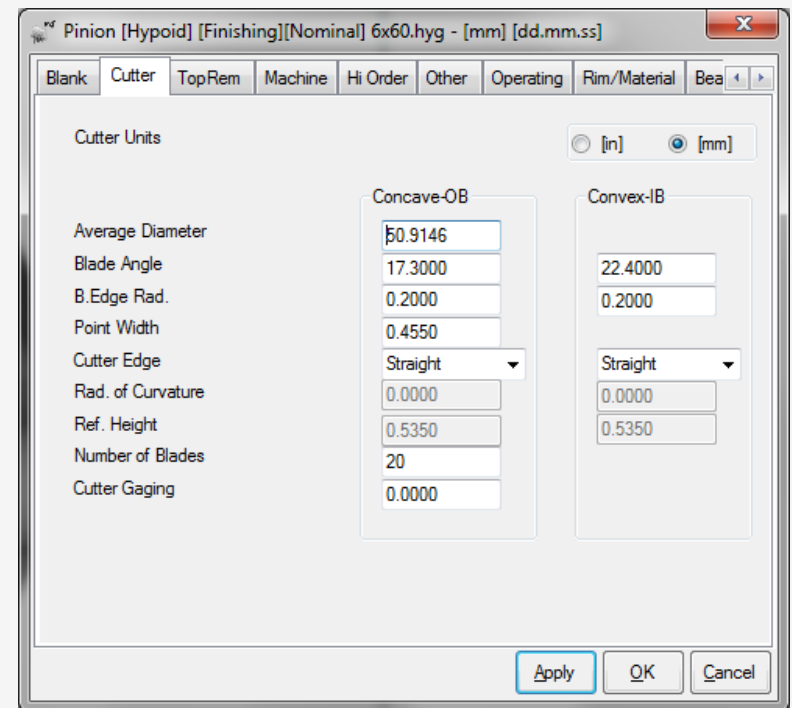 Pinion [Hypoid] [Finishing][Nominal] 6x60.hyg - [mm] [dd.mm.ss]
Blank Cutter TopRem Machine Hi Order Other Operating Rim/Material Bea
Cutter Units [in] [mm]
Concave-OB Convex-IB
Average Diameter 50.9146
Blade Angle 17.3000 22.4000
B.Edge Rad. 0.2000 0.2000
Point Width 0.4550
Cutter Edge Straight Straight
Rad. of Curvature 0.0000 0.0000
Ref. Height 0.5350 0.5350
Number of Blades 20
Cutter Gaging 0.0000
Apply OK Cancel